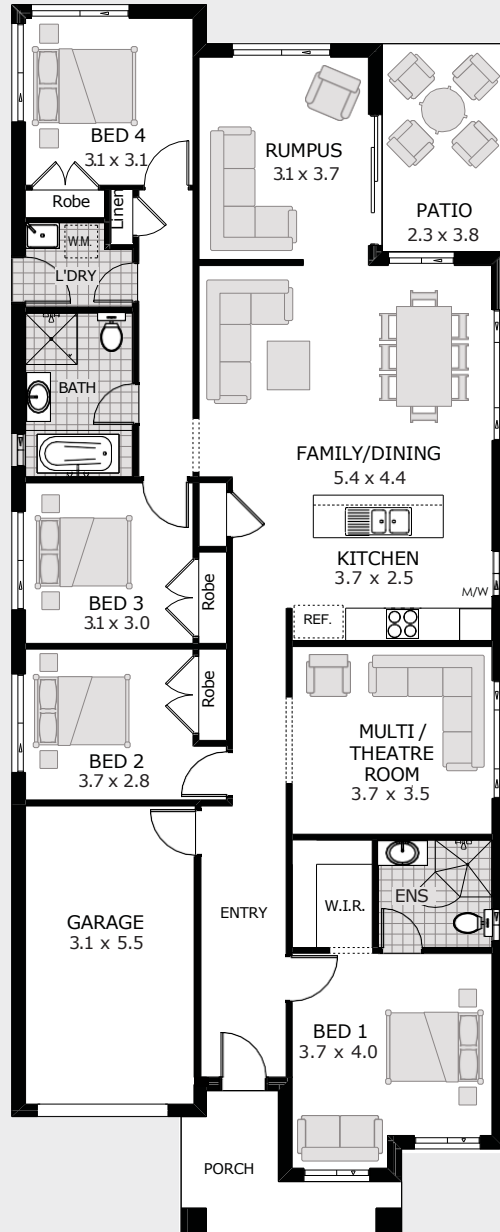 BED 4
3.1 x 3.1
RUMPUS
3.1 x 3.7
PATIO
2.3 x 3.8
Robe
Linen
W.M.
L'DRY
BATH
FAMILY/DINING
5.4 x 4.4
KITCHEN
3.7 x 2.5
M/W
REF.
BED 3
3.1 x 3.0
Robe
BED 2
3.7 x 2.8
Robe
MULTI /
THEATRE
ROOM
3.7 x 3.5
GARAGE
3.1 x 5.5
ENTRY
W.I.R.
ENS
BED 1
3.7 x 4.0
PORCH